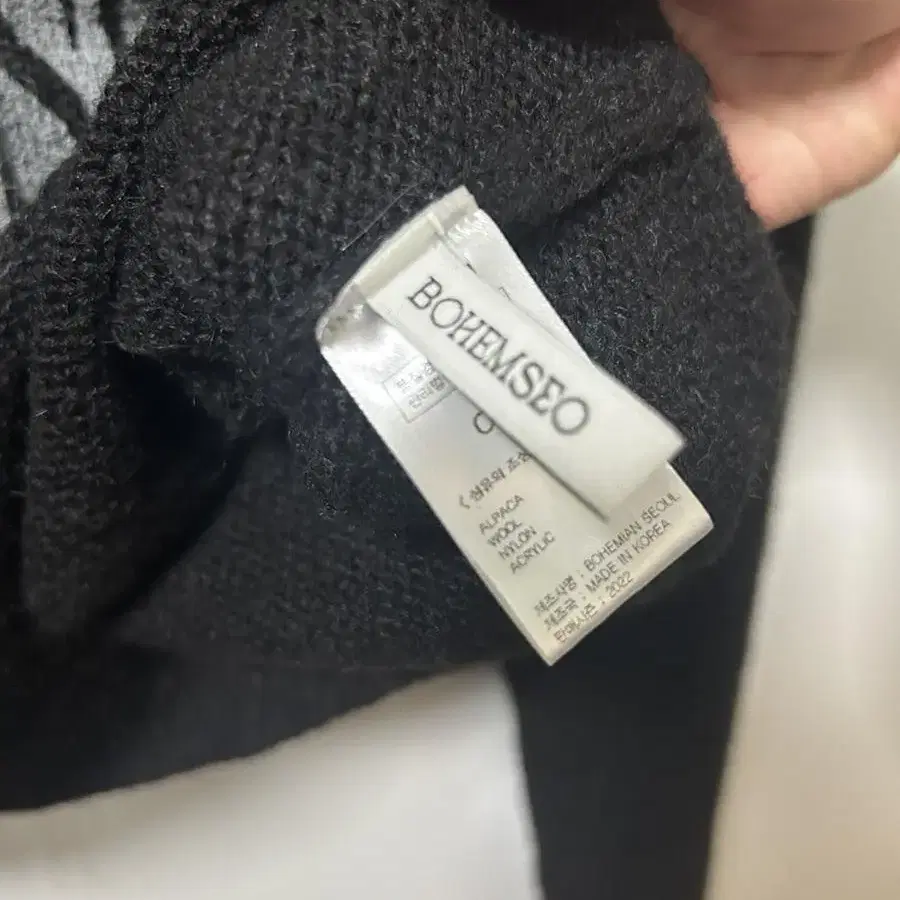 BOHEMSEO
ALPACA
WOOL
NYLON
ACRYLIC
제조사명 : BOHEMIAN SEOUL
제조국 : MADE IN KOREA
판매시즌 : 2022